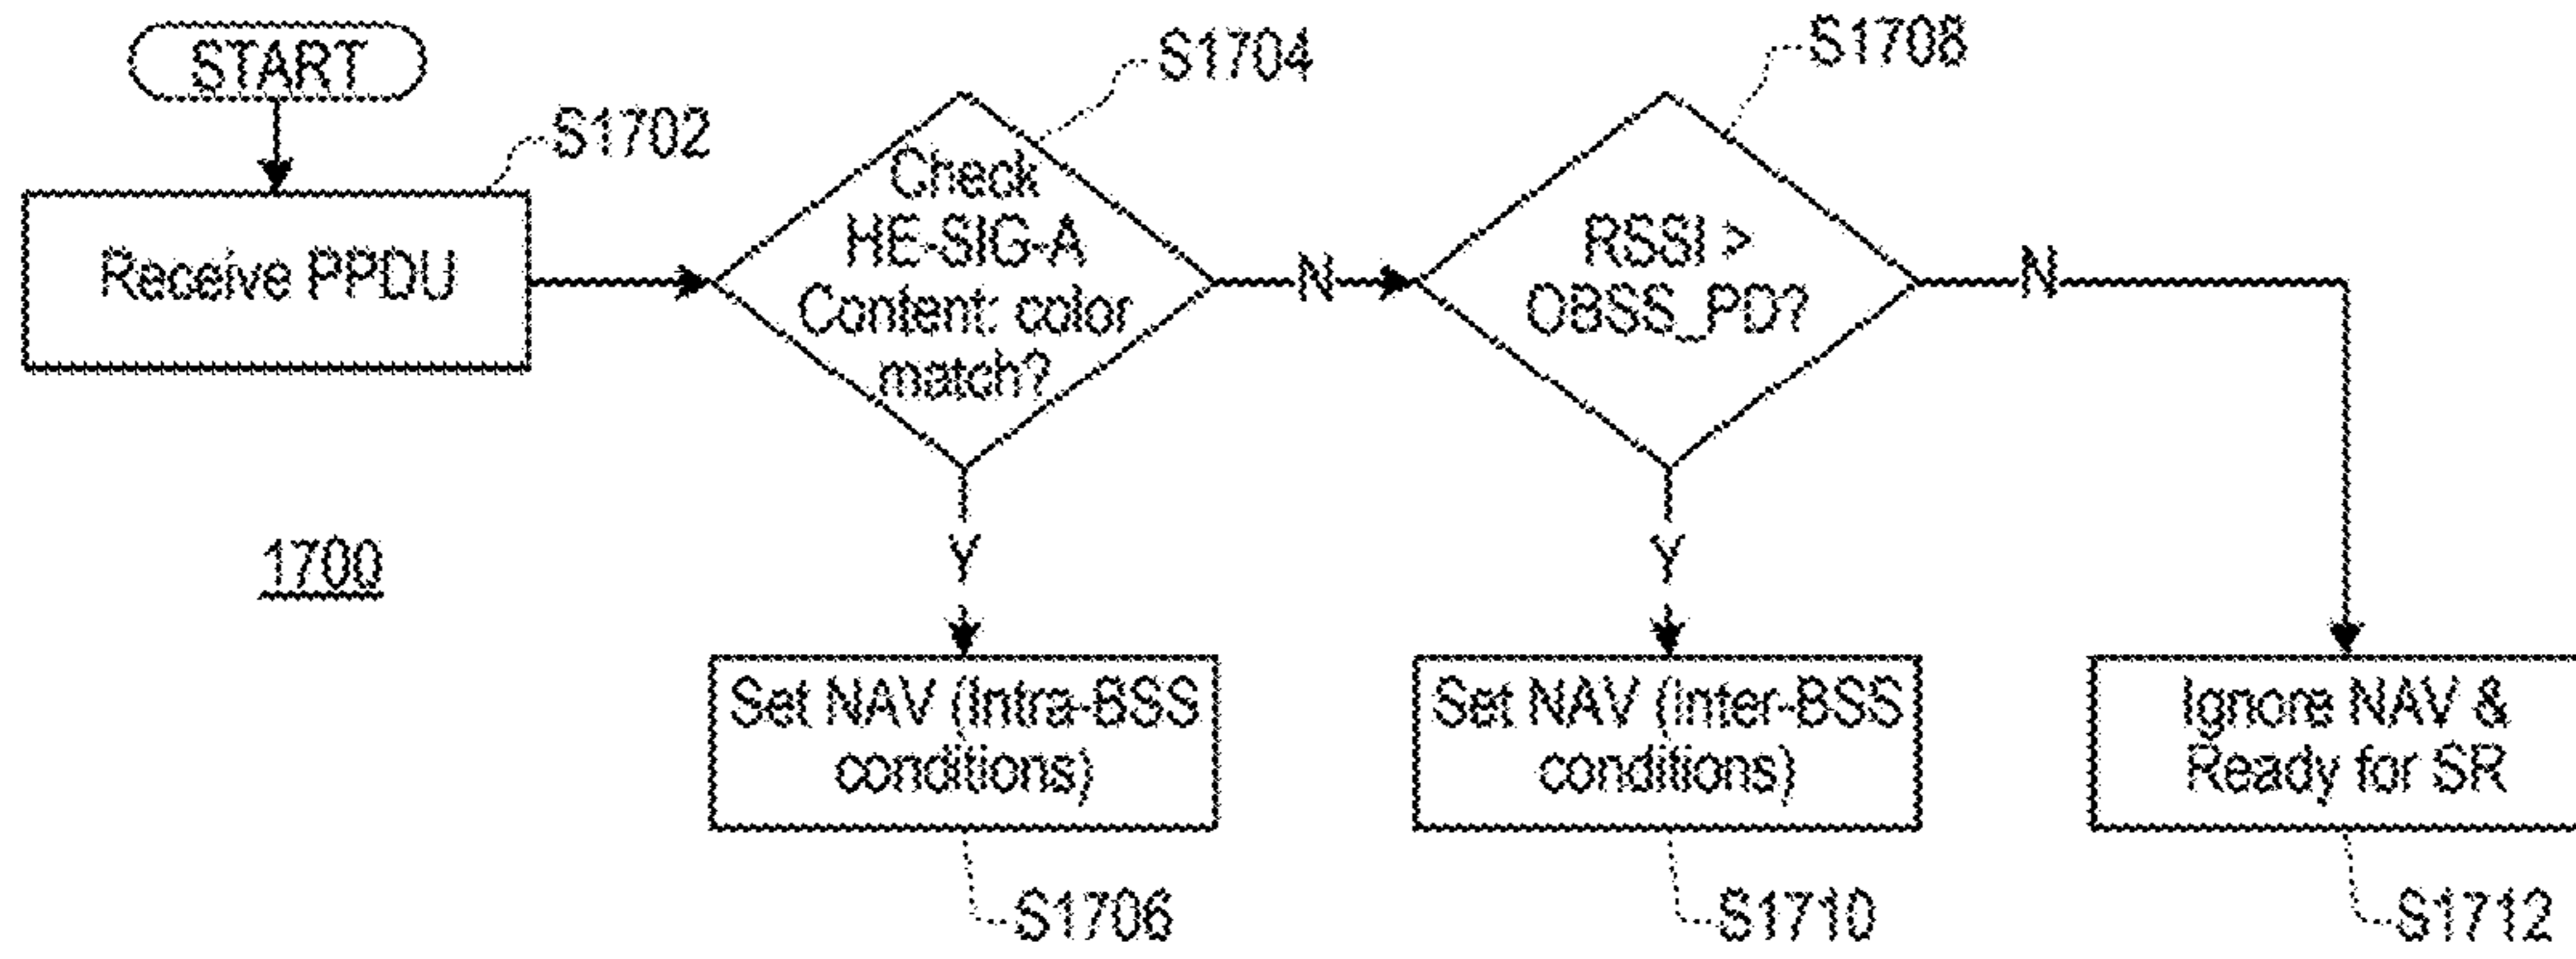 START
S1702
Receive PPDU
S1704
Check
HE-SIG-A
Content: color
match?
N
S1708
RSSI >
OBSS_PD?
N
Y
Y
1700
Set NAV (Intra-BSS
conditions)
S1706
Set NAV (Inter-BSS
conditions)
S1710
Ignore NAV &
Ready for SR
S1712